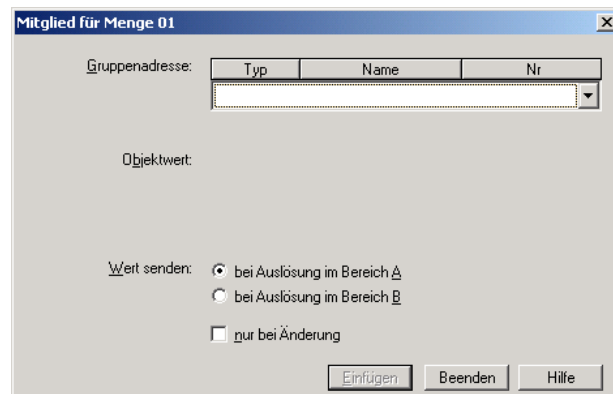 Mitglied für Menge 01
Gruppenadresse:
Typ Name Nr
Objektwert:
Wert senden:
bei Auslösung im Bereich A
bei Auslösung im Bereich B
nur bei Änderung
Einfügen Beenden Hilfe